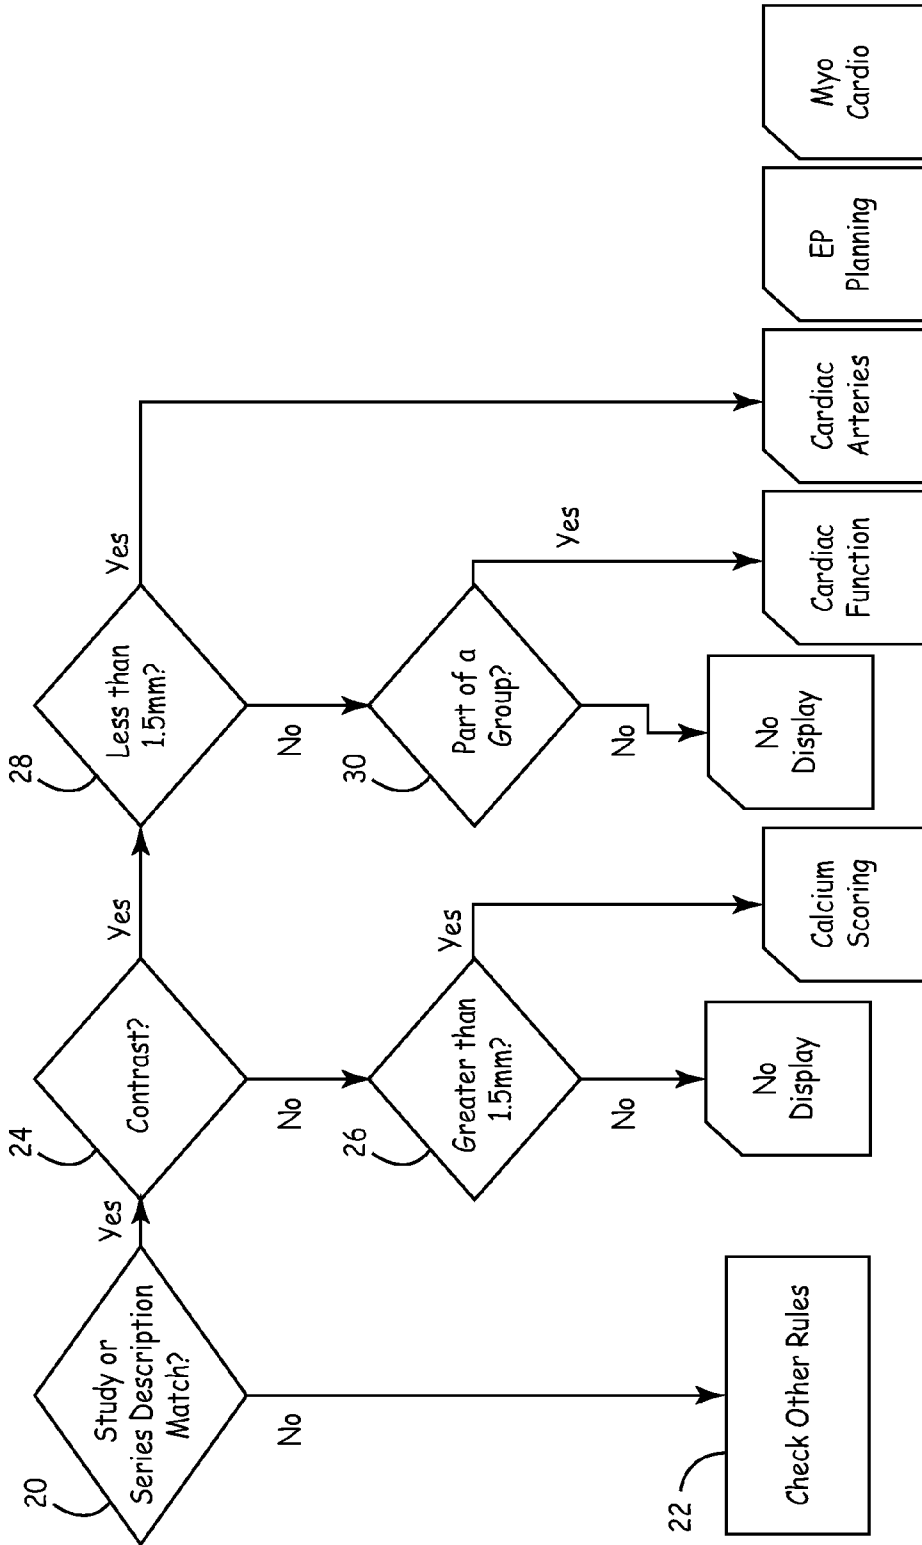 20
Study or
Series Description
Match?
Yes
No
22
Check Other Rules
24
Contrast?
Yes
No
26
Greater than
1.5mm?
Yes
No
No
Display
Calcium
Scoring
28
Less than
1.5mm?
Yes
No
30
Part of a
Group?
Yes
No
No
Display
Cardiac
Function
Cardiac
Arteries
EP
Planning
Myo
Cardio